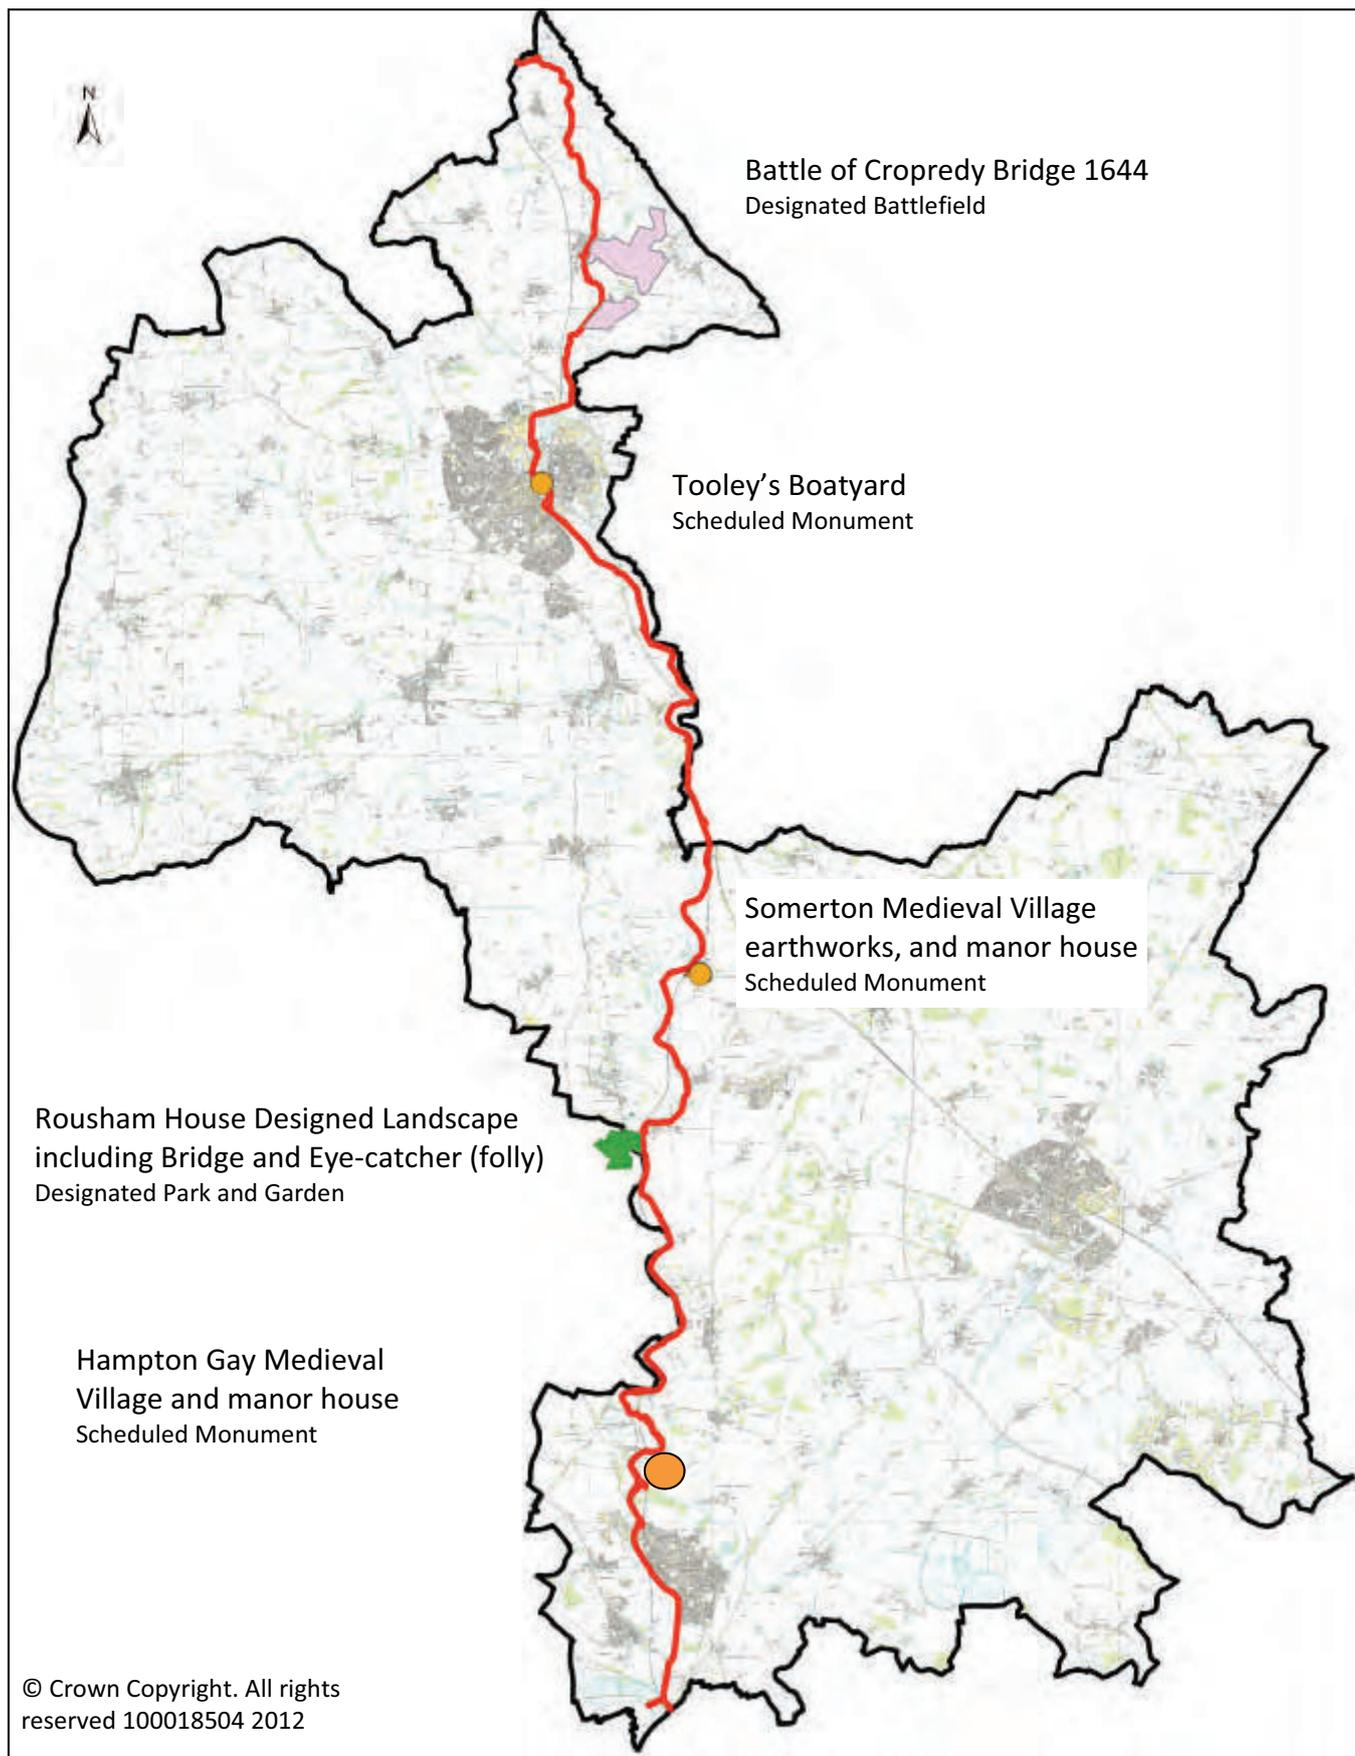 N
Battle of Cropredy Bridge 1644
Designated Battlefield
Tooley’s Boatyard
Scheduled Monument
Somerton Medieval Village
earthworks, and manor house
Scheduled Monument
Rousham House Designed Landscape
including Bridge and Eye-catcher (folly)
Designated Park and Garden
Hampton Gay Medieval
Village and manor house
Scheduled Monument
© Crown Copyright. All rights
reserved 100018504 2012